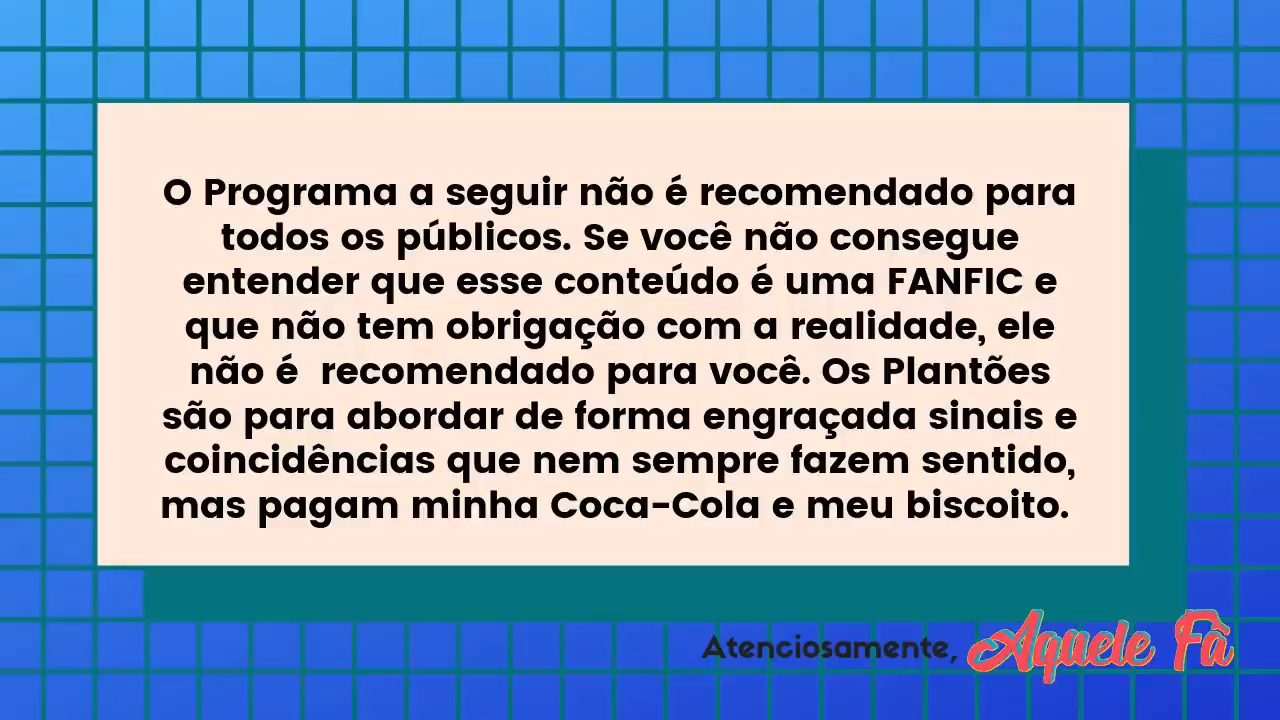 O Programa a seguir não é recomendado para
todos os públicos. Se você não consegue
entender que esse conteúdo é uma FANFIC e
que não tem obrigação com a realidade, ele
não é  recomendado para você. Os Plantões
são para abordar de forma engraçada sinais e
coincidências que nem sempre fazem sentido,
mas pagam minha Coca-Cola e meu biscoito.
Atenciosamente, Aquele Fã